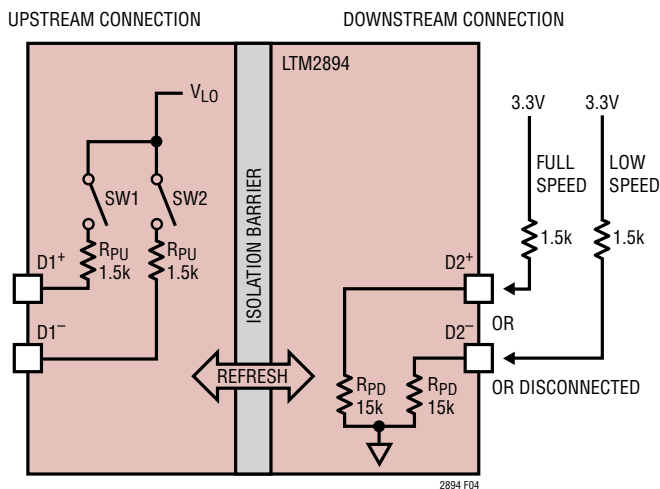 UPSTREAM CONNECTION
DOWNSTREAM CONNECTION
LTM2894
VLO
SW1
SW2
RPU
1.5k
RPU
1.5k
D1+
D1−
ISOLATION BARRIER
REFRESH
3.3V
3.3V
FULL
SPEED
LOW
SPEED
1.5k
1.5k
D2+
OR
D2−
OR DISCONNECTED
RPD
15k
RPD
15k
2894 F04